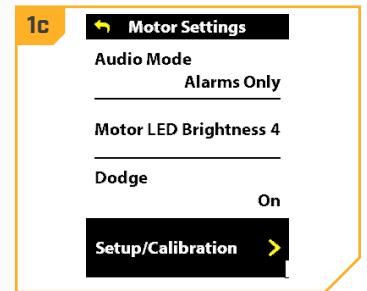 1c
Motor Settings
Audio Mode
Alarms Only
Motor LED Brightness 4
Dodge
On
Setup/Calibration